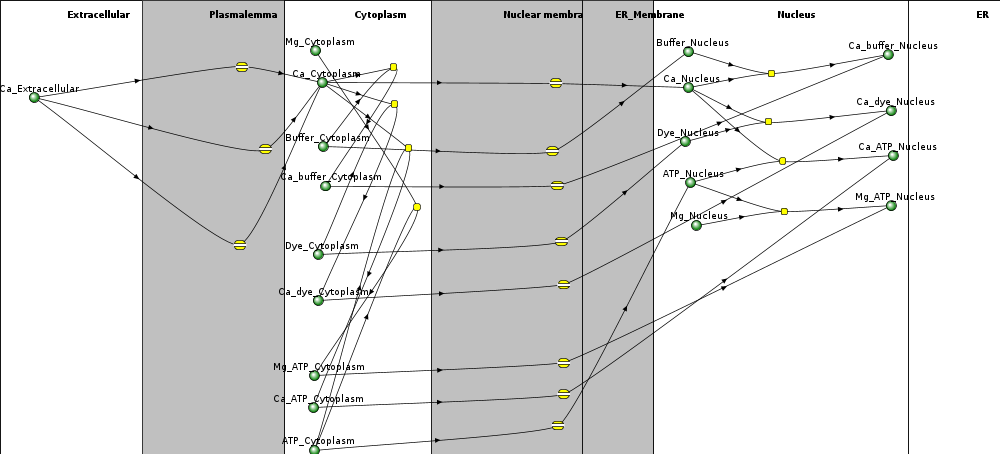 Extracellular
Plasmalemma
Cytoplasm
Nuclear membra
ER_Membrane
Nucleus
ER
Mg_Cytoplasm
Buffer_Nucleus
Ca_buffer_Nucleus
Ca_Cytoplasm
Ca_Nucleus
Ca_Extracellular
Ca_dye_Nucleus
Buffer_Cytoplasm
Dye_Nucleus
Ca_ATP_Nucleus
Ca_buffer_Cytoplasm
ATP_Nucleus
Mg_ATP_Nucleus
Mg_Nucleus
Dye_Cytoplasm
Ca_dye_Cytoplasm
Mg_ATP_Cytoplasm
Ca_ATP_Cytoplasm
ATP_Cytoplasm